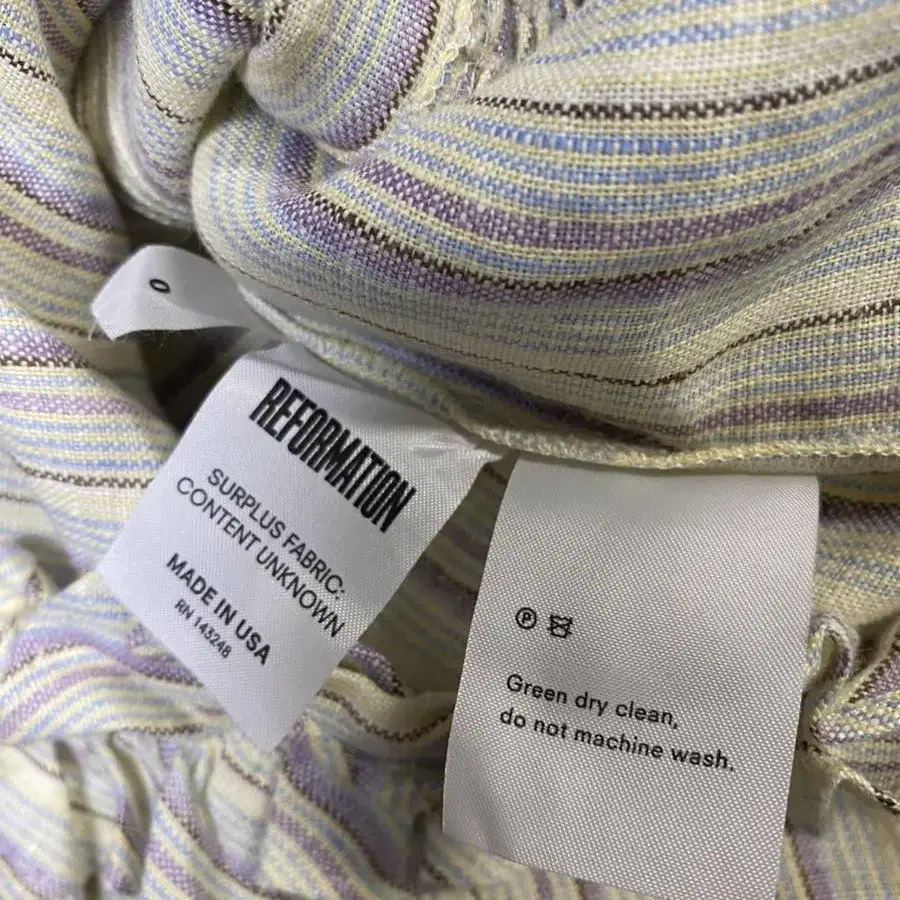 0
REFORMATION
SURPLUS FABRIC:
CONTENT UNKNOWN
MADE IN USA
RN 143248
P
Green dry clean,
do not machine wash.